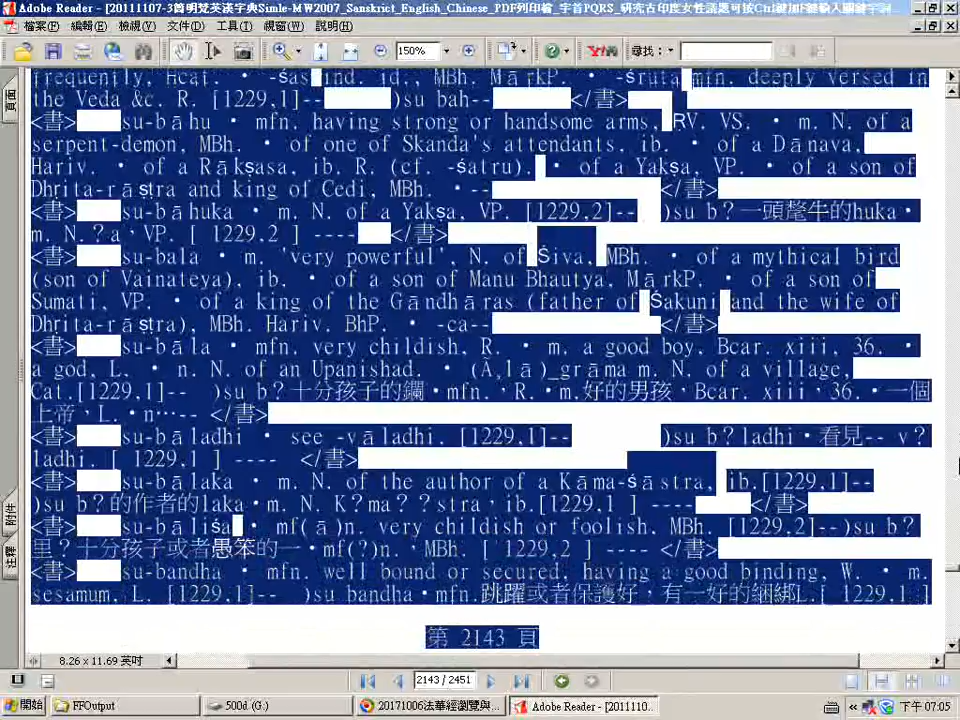 Adobe Reader - [20111107-3簡明梵英漢字典Simle-MW2007_Sanskrict_English_Chinese_PDF列印檔_字首PQRS_研究古印度女性議題可按Ctrl鍵加F鍵輸入關鍵字
檔案(F) 編輯(E) 檢視(V) 文件(D) 工具(T) 視窗(W) 說明(H)
150% 尋找：
頁面
附件
註釋
frequently, Hcat. • -śas ind. id., MBh. MārkP. • -śruta mfn. deeply versed in
the Veda &c. R. [1229,1]-- )su bah-- </書>
<書> su-bāhu • mfn. having strong or handsome arms, ṚV. VS. • m. N. of a
serpent-demon, MBh. • of one of Skanda's attendants, ib. • of a Dānava,
Hariv. • of a Rākṣasa, ib. R. (cf. -śatru). • of a Yakṣa, VP. • of a son of
Dhṛita-rāṣṭra and king of Cedi, MBh. • -- </書>
<書> su-bāhuka • m. N. of a Yakṣa, VP. [1229,2]-- )su b？一頭氂牛的huka•
m. N.？a，VP. [ 1229,2 ] ---- </書>
<書> su-bala • m. 'very powerful', N. of Śiva, MBh. • of a mythical bird
(son of Vainateya), ib. • of a son of Manu Bhautya, MārkP. • of a son of
Sumati, VP. • of a king of the Gāndhāras (father of Śakuni and the wife of
Dhṛita-rāṣṭra), MBh. Hariv. BhP. • -ca-- </書>
<書> su-bāla • mfn. very childish, R. • m. a good boy, Bcar. xiii, 36. •
a god, L. • n. N. of an Upanishad. • (Ā,lā)_grāma m. N. of a village,
Cat.[1229,1]-- )su b？十分孩子的鑭•mfn.，R.•m.好的男孩，Bcar. xiii，36.•一個
上帝，L.•n…-- </書>
<書> su-bāladhi • see -vāladhi. [1229,1]-- )su b？ladhi•看見-- v？
ladhi. [ 1229,1 ] ---- </書>
<書> su-bālaka • m. N. of the author of a Kāma-śāstra, ib.[1229,1]--
)su b？的作者的laka•m. N. K？ma？？stra，ib.[1229,1 ] ---- </書>
<書> su-bāliśa • mf(ā)n. very childish or foolish. MBh. [1229,2]--)su b？
里？十分孩子或者愚笨的一•mf(？)n.，MBh. [ 1229,2 ] ---- </書>
<書> su-bandha • mfn. well bound or secured, having a good binding, W. • m.
sesamum, L. [1229,1]-- )su bandha•mfn.跳躍或者保護好，有一好的綑綁L.[ 1229,1 ]
第 2143 頁
8.26 x 11.69 英吋
2143 / 2451
開始 FFOutput 500d (G:) 20171006法華經瀏覽與... Adobe Reader - [2011110... 下午 07:05